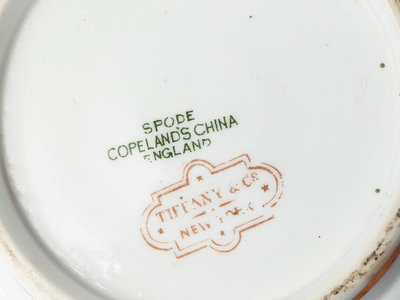 SPODE
COPELAND'S CHINA
ENGLAND
TIFFANY & Co
NEW YORK